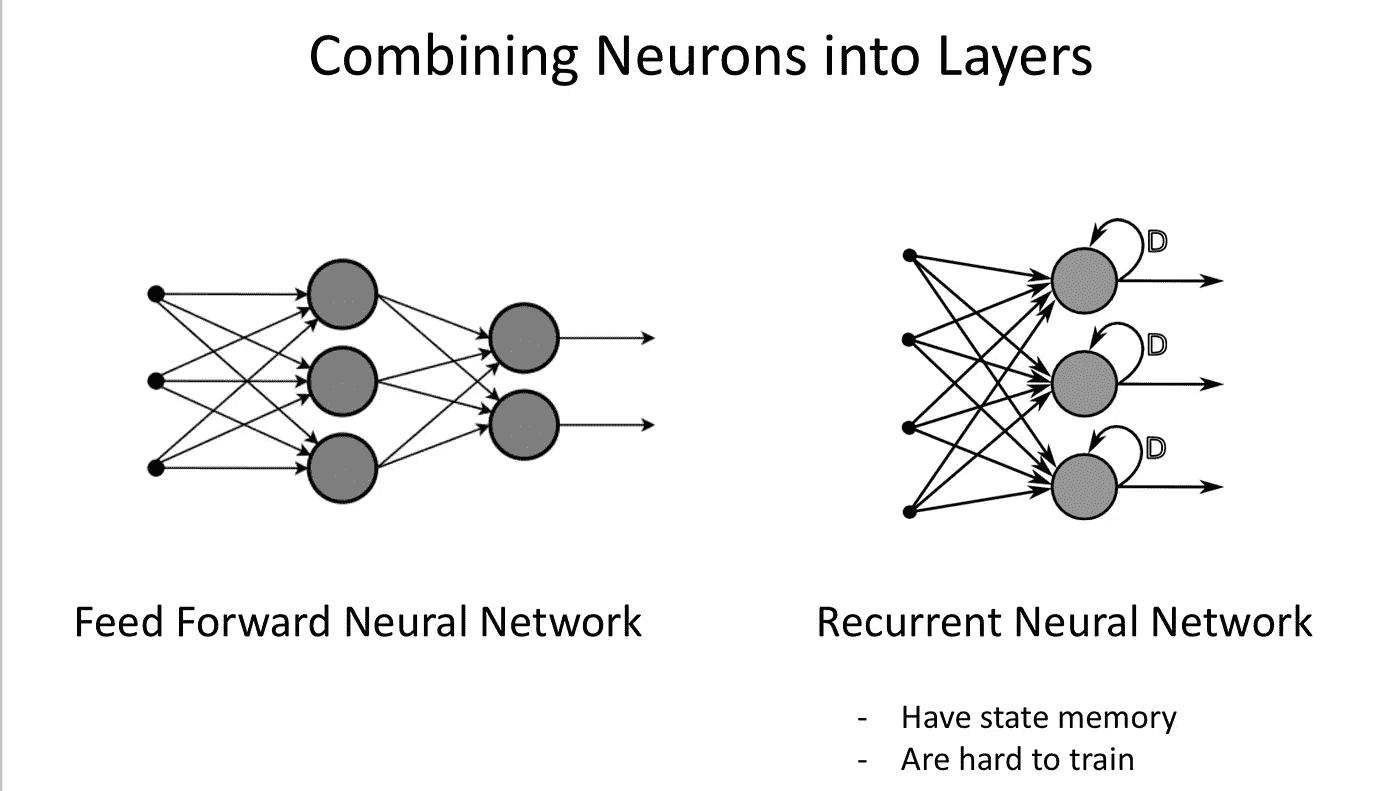 Combining Neurons into Layers
D
D
D
Feed Forward Neural Network
Recurrent Neural Network
- Have state memory
- Are hard to train